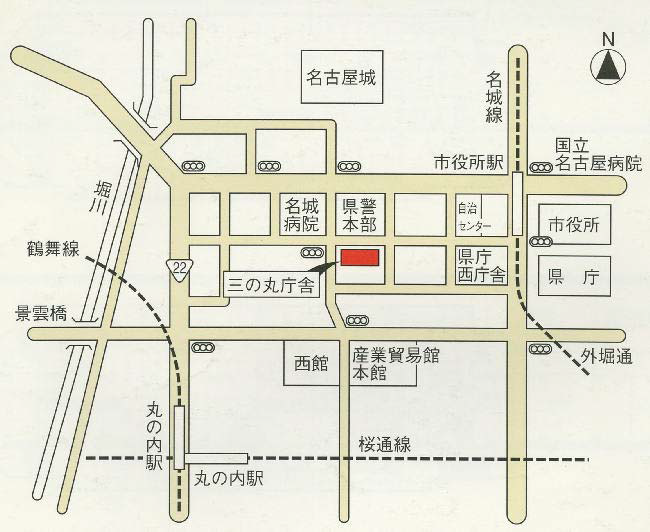 N
名古屋城
名城線
市役所駅
国立
名古屋病院
堀川
名城
病院
県警
本部
自治
センター
市役所
鶴舞線
22
三の丸庁舎
県庁
西庁舎
県庁
景雲橋
西館
産業貿易館
本館
外堀通
丸の内駅
桜通線
丸の内駅